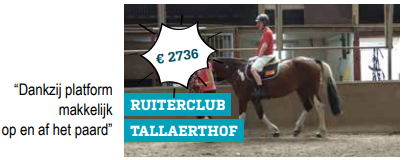 “Dankzij platform
makkelijk
op en af het paard”
€ 2736
RUITERCLUB
TALLAERTHOF